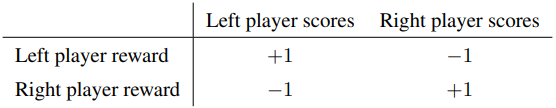 Left player scores Right player scores
Left player reward +1 −1
Right player reward −1 +1